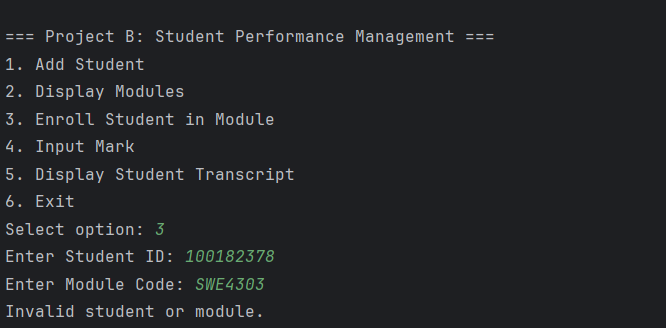 === Project B: Student Performance Management ===
1. Add Student
2. Display Modules
3. Enroll Student in Module
4. Input Mark
5. Display Student Transcript
6. Exit
Select option: 3
Enter Student ID: 100182378
Enter Module Code: SWE4303
Invalid student or module.